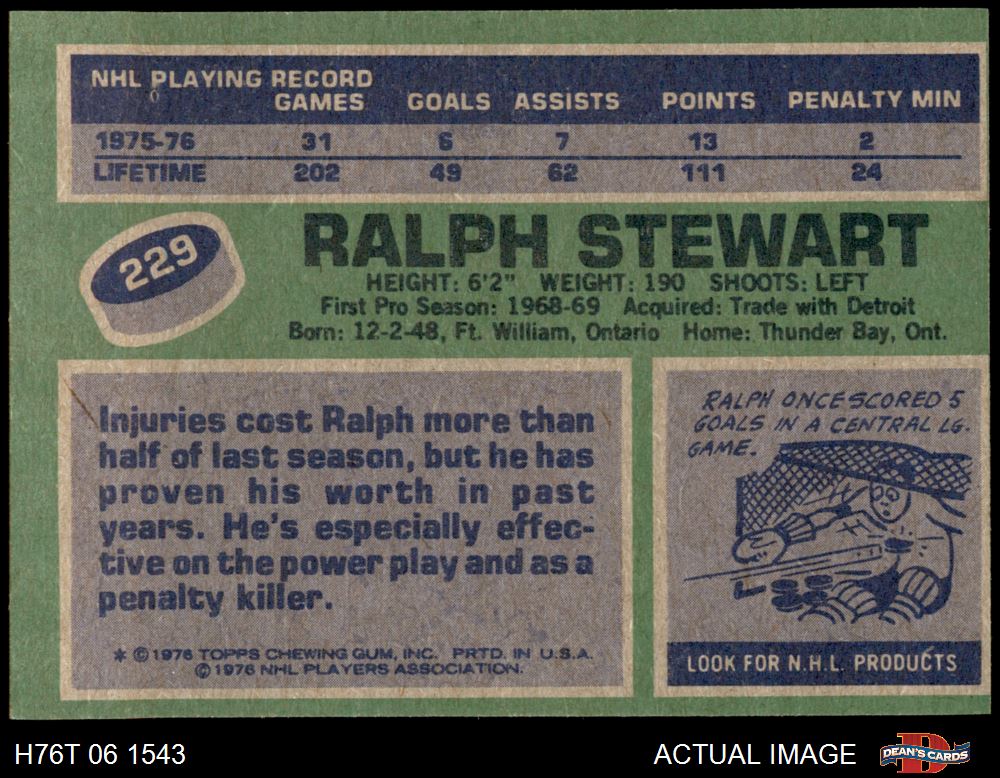 NHL PLAYING RECORD
GAMES GOALS ASSISTS POINTS PENALTY MIN
1975-76 31 6 7 13 2
LIFETIME 202 49 62 111 24
229
RALPH STEWART
HEIGHT: 6'2" WEIGHT: 190 SHOOTS: LEFT
First Pro Season: 1968-69 Acquired: Trade with Detroit
Born: 12-2-48, Ft. William, Ontario Home: Thunder Bay, Ont.
Injuries cost Ralph more than
half of last season, but he has
proven his worth in past
years. He's especially effec-
tive on the power play and as a
penalty killer.
* © 1976 TOPPS CHEWING GUM, INC. PRTD. IN U.S.A.
© 1976 NHL PLAYERS ASSOCIATION.
RALPH ONCE SCORED 5
GOALS IN A CENTRAL LG.
GAME.
LOOK FOR N.H.L. PRODUCTS
H76T 06 1543 ACTUAL IMAGE
DEAN'S CARDS